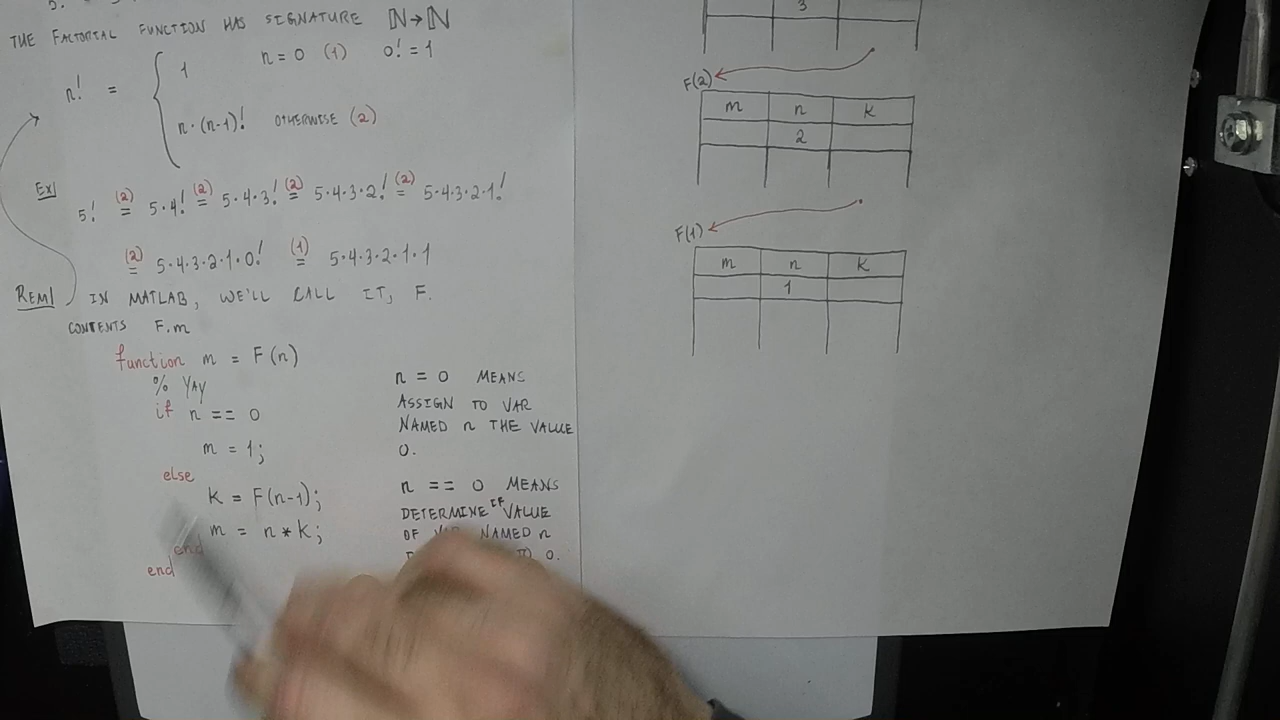 THE FACTORIAL FUNCTION HAS SIGNATURE ℕ→ℕ
n! = { 1 n=0 (1) 0! = 1
n·(n-1)! OTHERWISE (2)
Ex|
5! (2)= 5·4! (2)= 5·4·3! (2)= 5·4·3·2! (2)= 5·4·3·2·1!
(2)= 5·4·3·2·1·0! (1)= 5·4·3·2·1·1
REM| IN MATLAB, WE'LL CALL IT, F.
CONTENTS F.m
function m = F(n)
% YAY
if n == 0
m = 1;
else
k = F(n-1);
m = n*k;
end
end
n = 0 MEANS
ASSIGN TO VAR
NAMED n THE VALUE
0.
n == 0 MEANS
DETERMINE IF VALUE
OF VAR NAMED n
0.
3
F(2)
m n k
2
F(1)
m n k
1